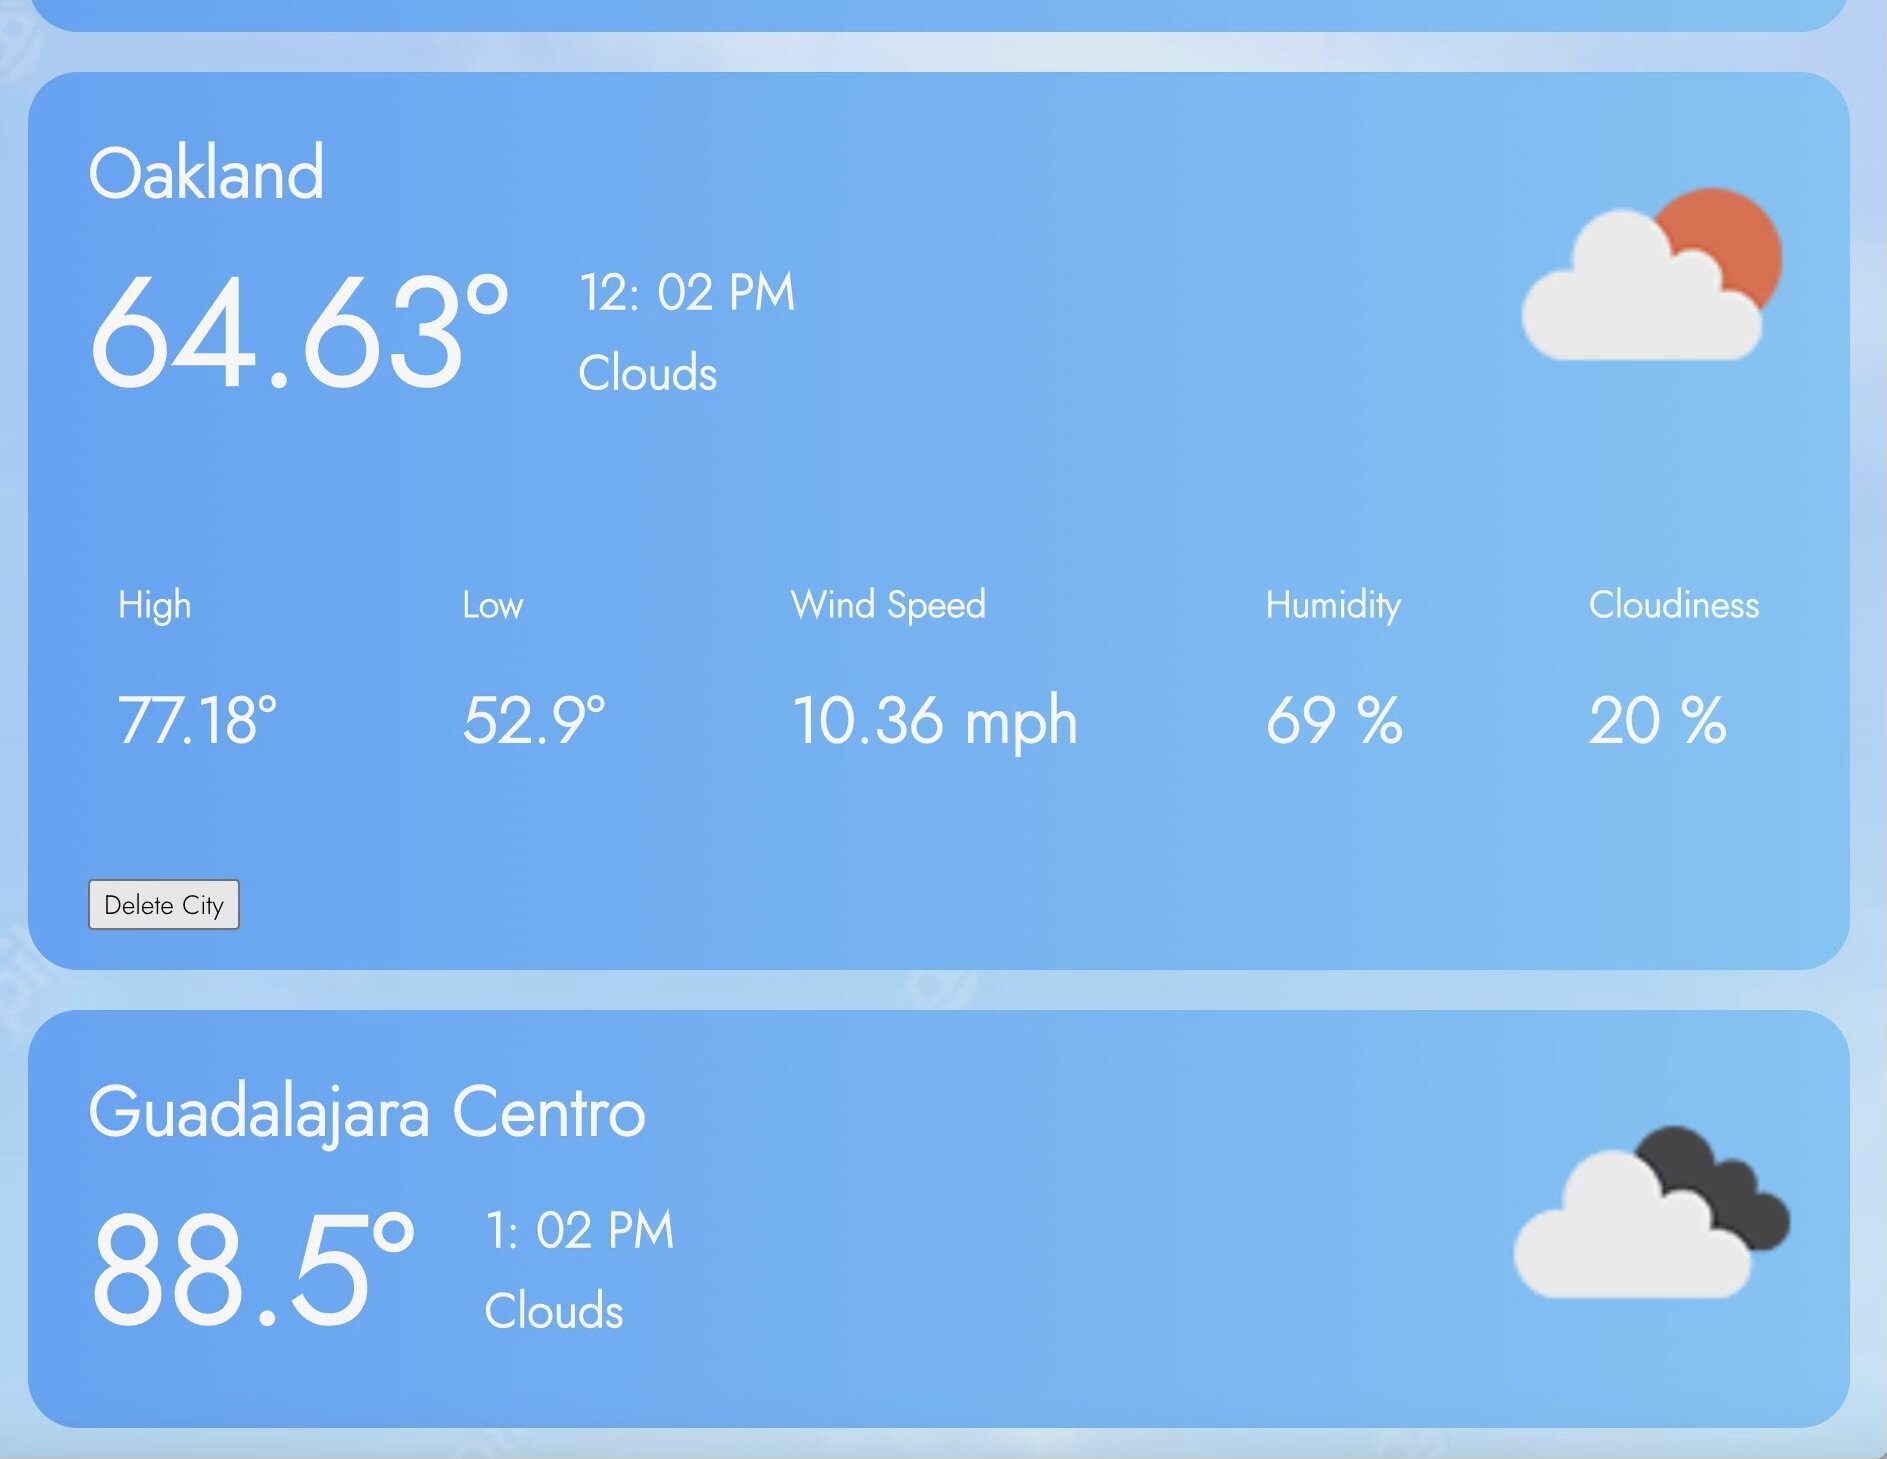 Oakland
64.63°
12: 02 PM
Clouds
High
Low
Wind Speed
Humidity
Cloudiness
77.18°
52.9°
10.36 mph
69 %
20 %
Delete City
Guadalajara Centro
88.5°
1: 02 PM
Clouds